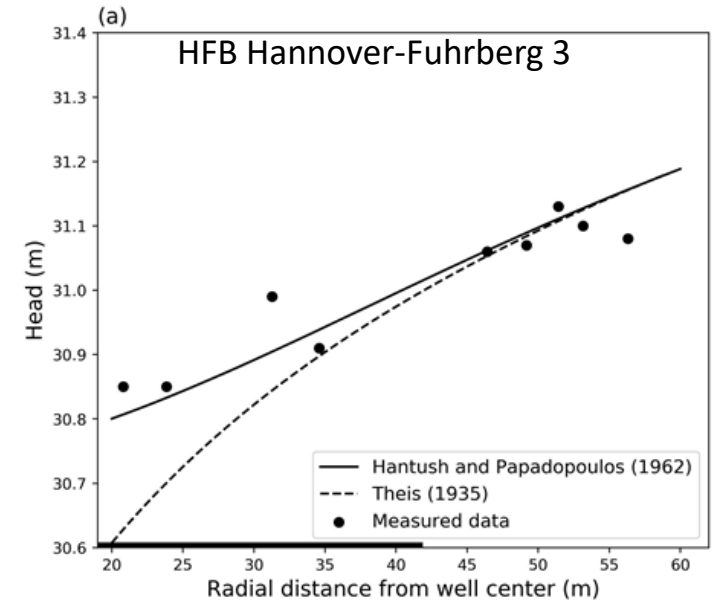 (a)
HFB Hannover-Fuhrberg 3
31.4
31.3
31.2
31.1
31.0
30.9
30.8
30.7
30.6
Head (m)
Hantush and Papadopoulos (1962)
Theis (1935)
Measured data
20 25 30 35 40 45 50 55 60
Radial distance from well center (m)